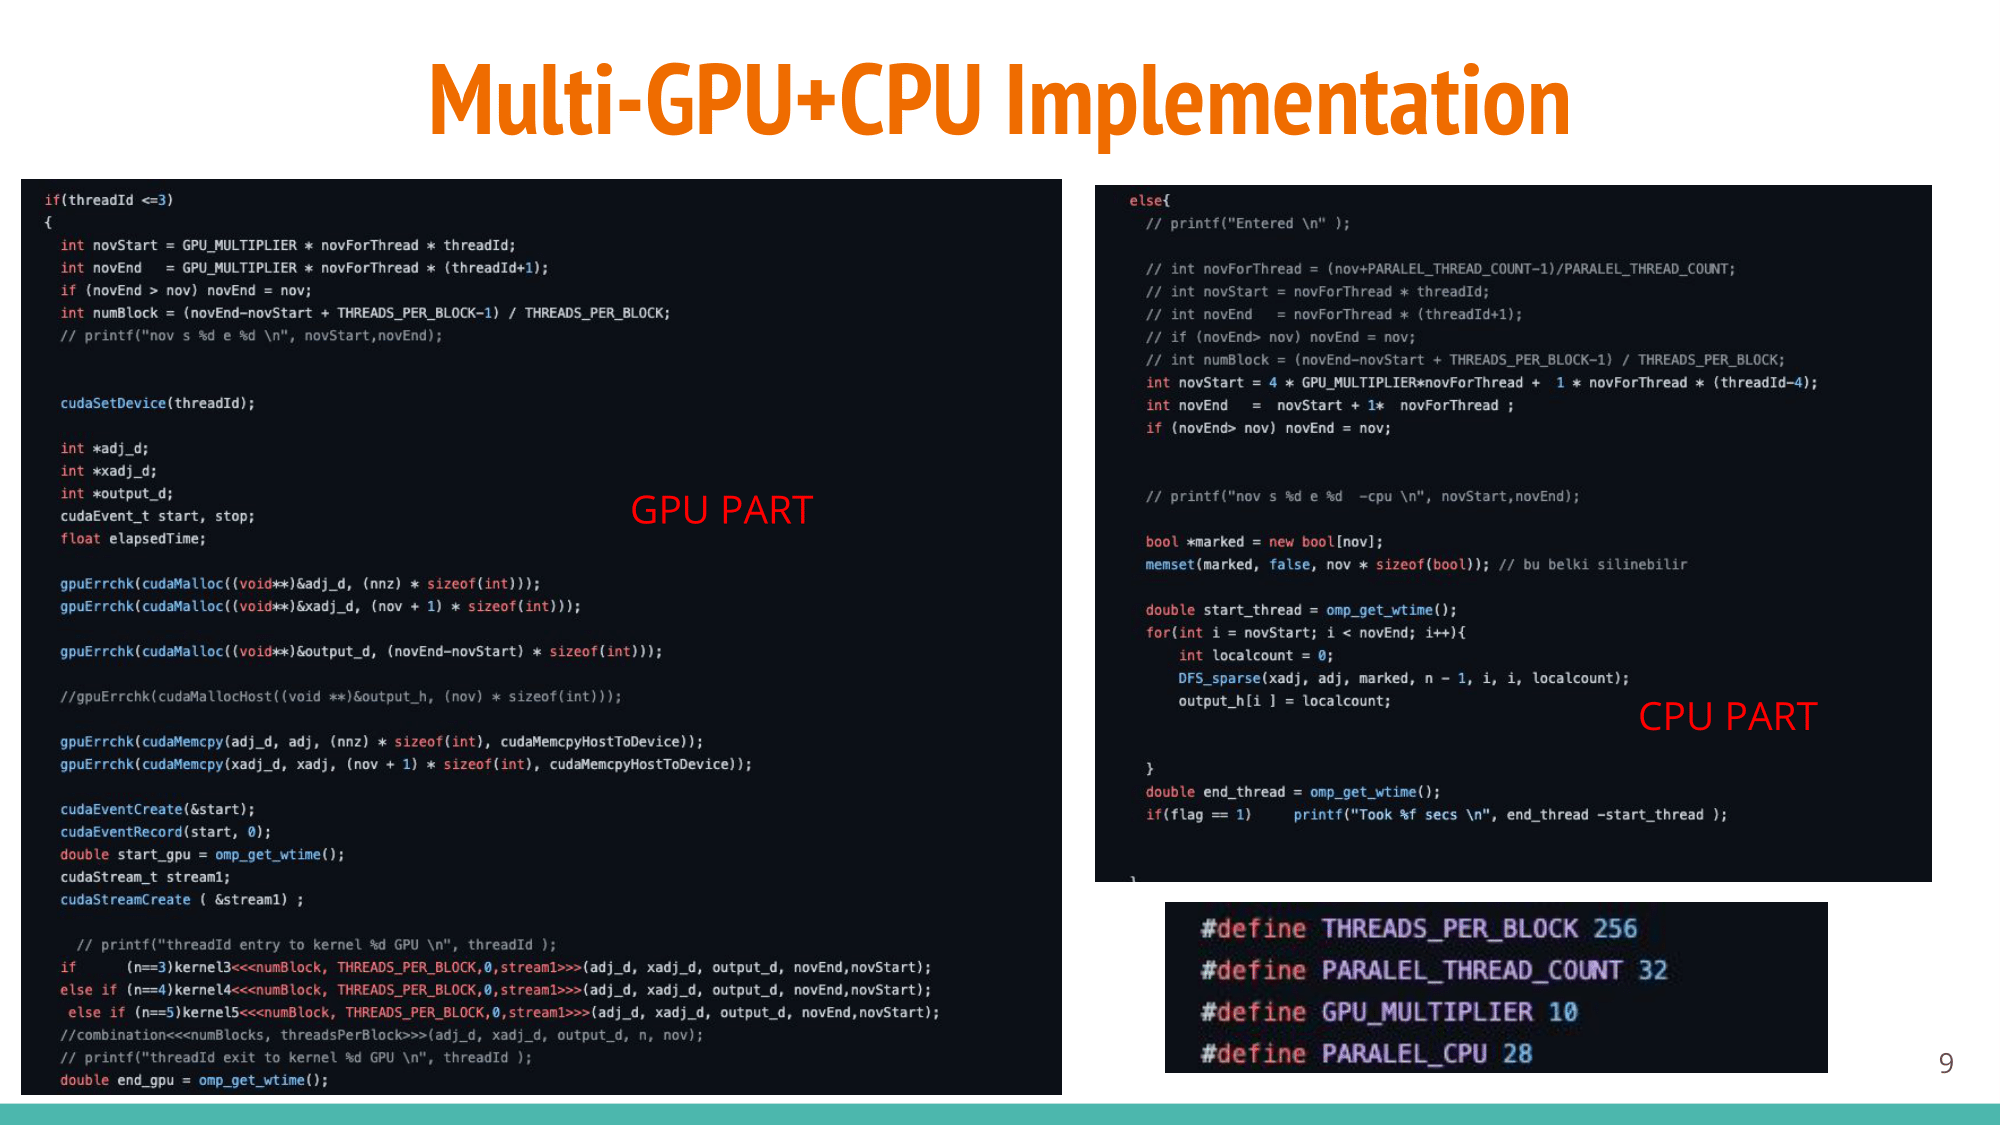 Multi-GPU+CPU Implementation
if(threadId <=3)
{
int novStart = GPU_MULTIPLIER * novForThread * threadId;
int novEnd   = GPU_MULTIPLIER * novForThread * (threadId+1);
if (novEnd > nov) novEnd = nov;
int numBlock = (novEnd-novStart + THREADS_PER_BLOCK-1) / THREADS_PER_BLOCK;
// printf("nov s %d e %d \n", novStart,novEnd);
cudaSetDevice(threadId);
int *adj_d;
int *xadj_d;
int *output_d;
cudaEvent_t start, stop;
float elapsedTime;
GPU PART
gpuErrchk(cudaMalloc((void**)&adj_d, (nnz) * sizeof(int)));
gpuErrchk(cudaMalloc((void**)&xadj_d, (nov + 1) * sizeof(int)));
gpuErrchk(cudaMalloc((void**)&output_d, (novEnd-novStart) * sizeof(int)));
//gpuErrchk(cudaMallocHost((void **)&output_h, (nov) * sizeof(int)));
gpuErrchk(cudaMemcpy(adj_d, adj, (nnz) * sizeof(int), cudaMemcpyHostToDevice));
gpuErrchk(cudaMemcpy(xadj_d, xadj, (nov + 1) * sizeof(int), cudaMemcpyHostToDevice));
cudaEventCreate(&start);
cudaEventRecord(start, 0);
double start_gpu = omp_get_wtime();
cudaStream_t stream1;
cudaStreamCreate ( &stream1) ;
// printf("threadId entry to kernel %d GPU \n", threadId );
if      (n==3)kernel3<<<numBlock, THREADS_PER_BLOCK,0,stream1>>>(adj_d, xadj_d, output_d, novEnd,novStart);
else if (n==4)kernel4<<<numBlock, THREADS_PER_BLOCK,0,stream1>>>(adj_d, xadj_d, output_d, novEnd,novStart);
else if (n==5)kernel5<<<numBlock, THREADS_PER_BLOCK,0,stream1>>>(adj_d, xadj_d, output_d, novEnd,novStart);
//combination<<<numBlocks, threadsPerBlock>>>(adj_d, xadj_d, output_d, n, nov);
// printf("threadId exit to kernel %d GPU \n", threadId );
double end_gpu = omp_get_wtime();
else{
// printf("Entered \n" );
// int novForThread = (nov+PARALEL_THREAD_COUNT-1)/PARALEL_THREAD_COUNT;
// int novStart = novForThread * threadId;
// int novEnd   = novForThread * (threadId+1);
// if (novEnd> nov) novEnd = nov;
// int numBlock = (novEnd-novStart + THREADS_PER_BLOCK-1) / THREADS_PER_BLOCK;
int novStart = 4 * GPU_MULTIPLIER*novForThread +  1 * novForThread * (threadId-4);
int novEnd   =  novStart + 1*  novForThread ;
if (novEnd> nov) novEnd = nov;
// printf("nov s %d e %d  -cpu \n", novStart,novEnd);
bool *marked = new bool[nov];
memset(marked, false, nov * sizeof(bool)); // bu belki silinebilir
double start_thread = omp_get_wtime();
for(int i = novStart; i < novEnd; i++){
int localcount = 0;
DFS_sparse(xadj, adj, marked, n - 1, i, i, localcount);
output_h[i ] = localcount;
CPU PART
}
double end_thread = omp_get_wtime();
if(flag == 1)     printf("Took %f secs \n", end_thread -start_thread );
#define THREADS_PER_BLOCK 256
#define PARALEL_THREAD_COUNT 32
#define GPU_MULTIPLIER 10
#define PARALEL_CPU 28
9